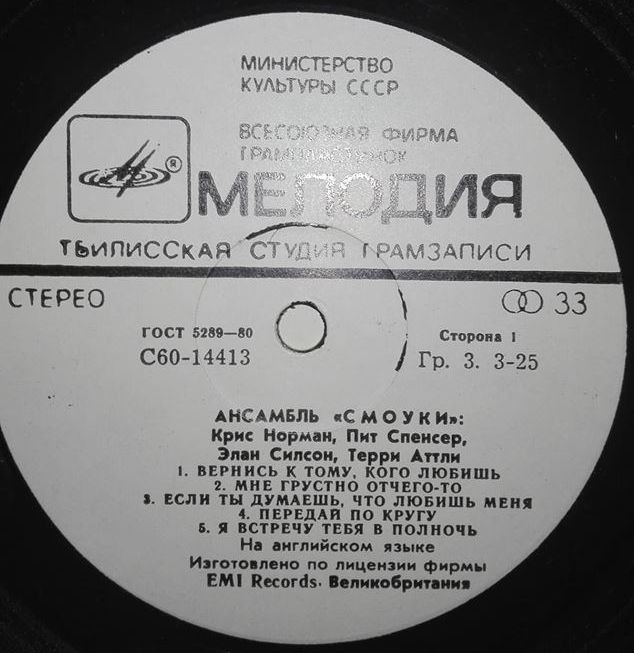 МИНИСТЕРСТВО
КУЛЬТУРЫ СССР
ВСЕСОЮЗНАЯ ФИРМА
ГРАМПЛАСТИНОК
®
МЕЛОДИЯ
ТБИЛИССКАЯ СТУДИЯ ГРАМЗАПИСИ
СТЕРЕО
33
ГОСТ 5289—80
Сторона 1
С60-14413
Гр. 3. 3-25
АНСАМБЛЬ «СМОУКИ»:
Крис Норман, Пит Спенсер,
Элан Силсон, Терри Аттли
1. ВЕРНИСЬ К ТОМУ, КОГО ЛЮБИШЬ
2. МНЕ ГРУСТНО ОТЧЕГО-ТО
3. ЕСЛИ ТЫ ДУМАЕШЬ, ЧТО ЛЮБИШЬ МЕНЯ
4. ПЕРЕДАЙ ПО КРУГУ
5. Я ВСТРЕЧУ ТЕБЯ В ПОЛНОЧЬ
На английском языке
Изготовлено по лицензии фирмы
EMI Records. Великобритания